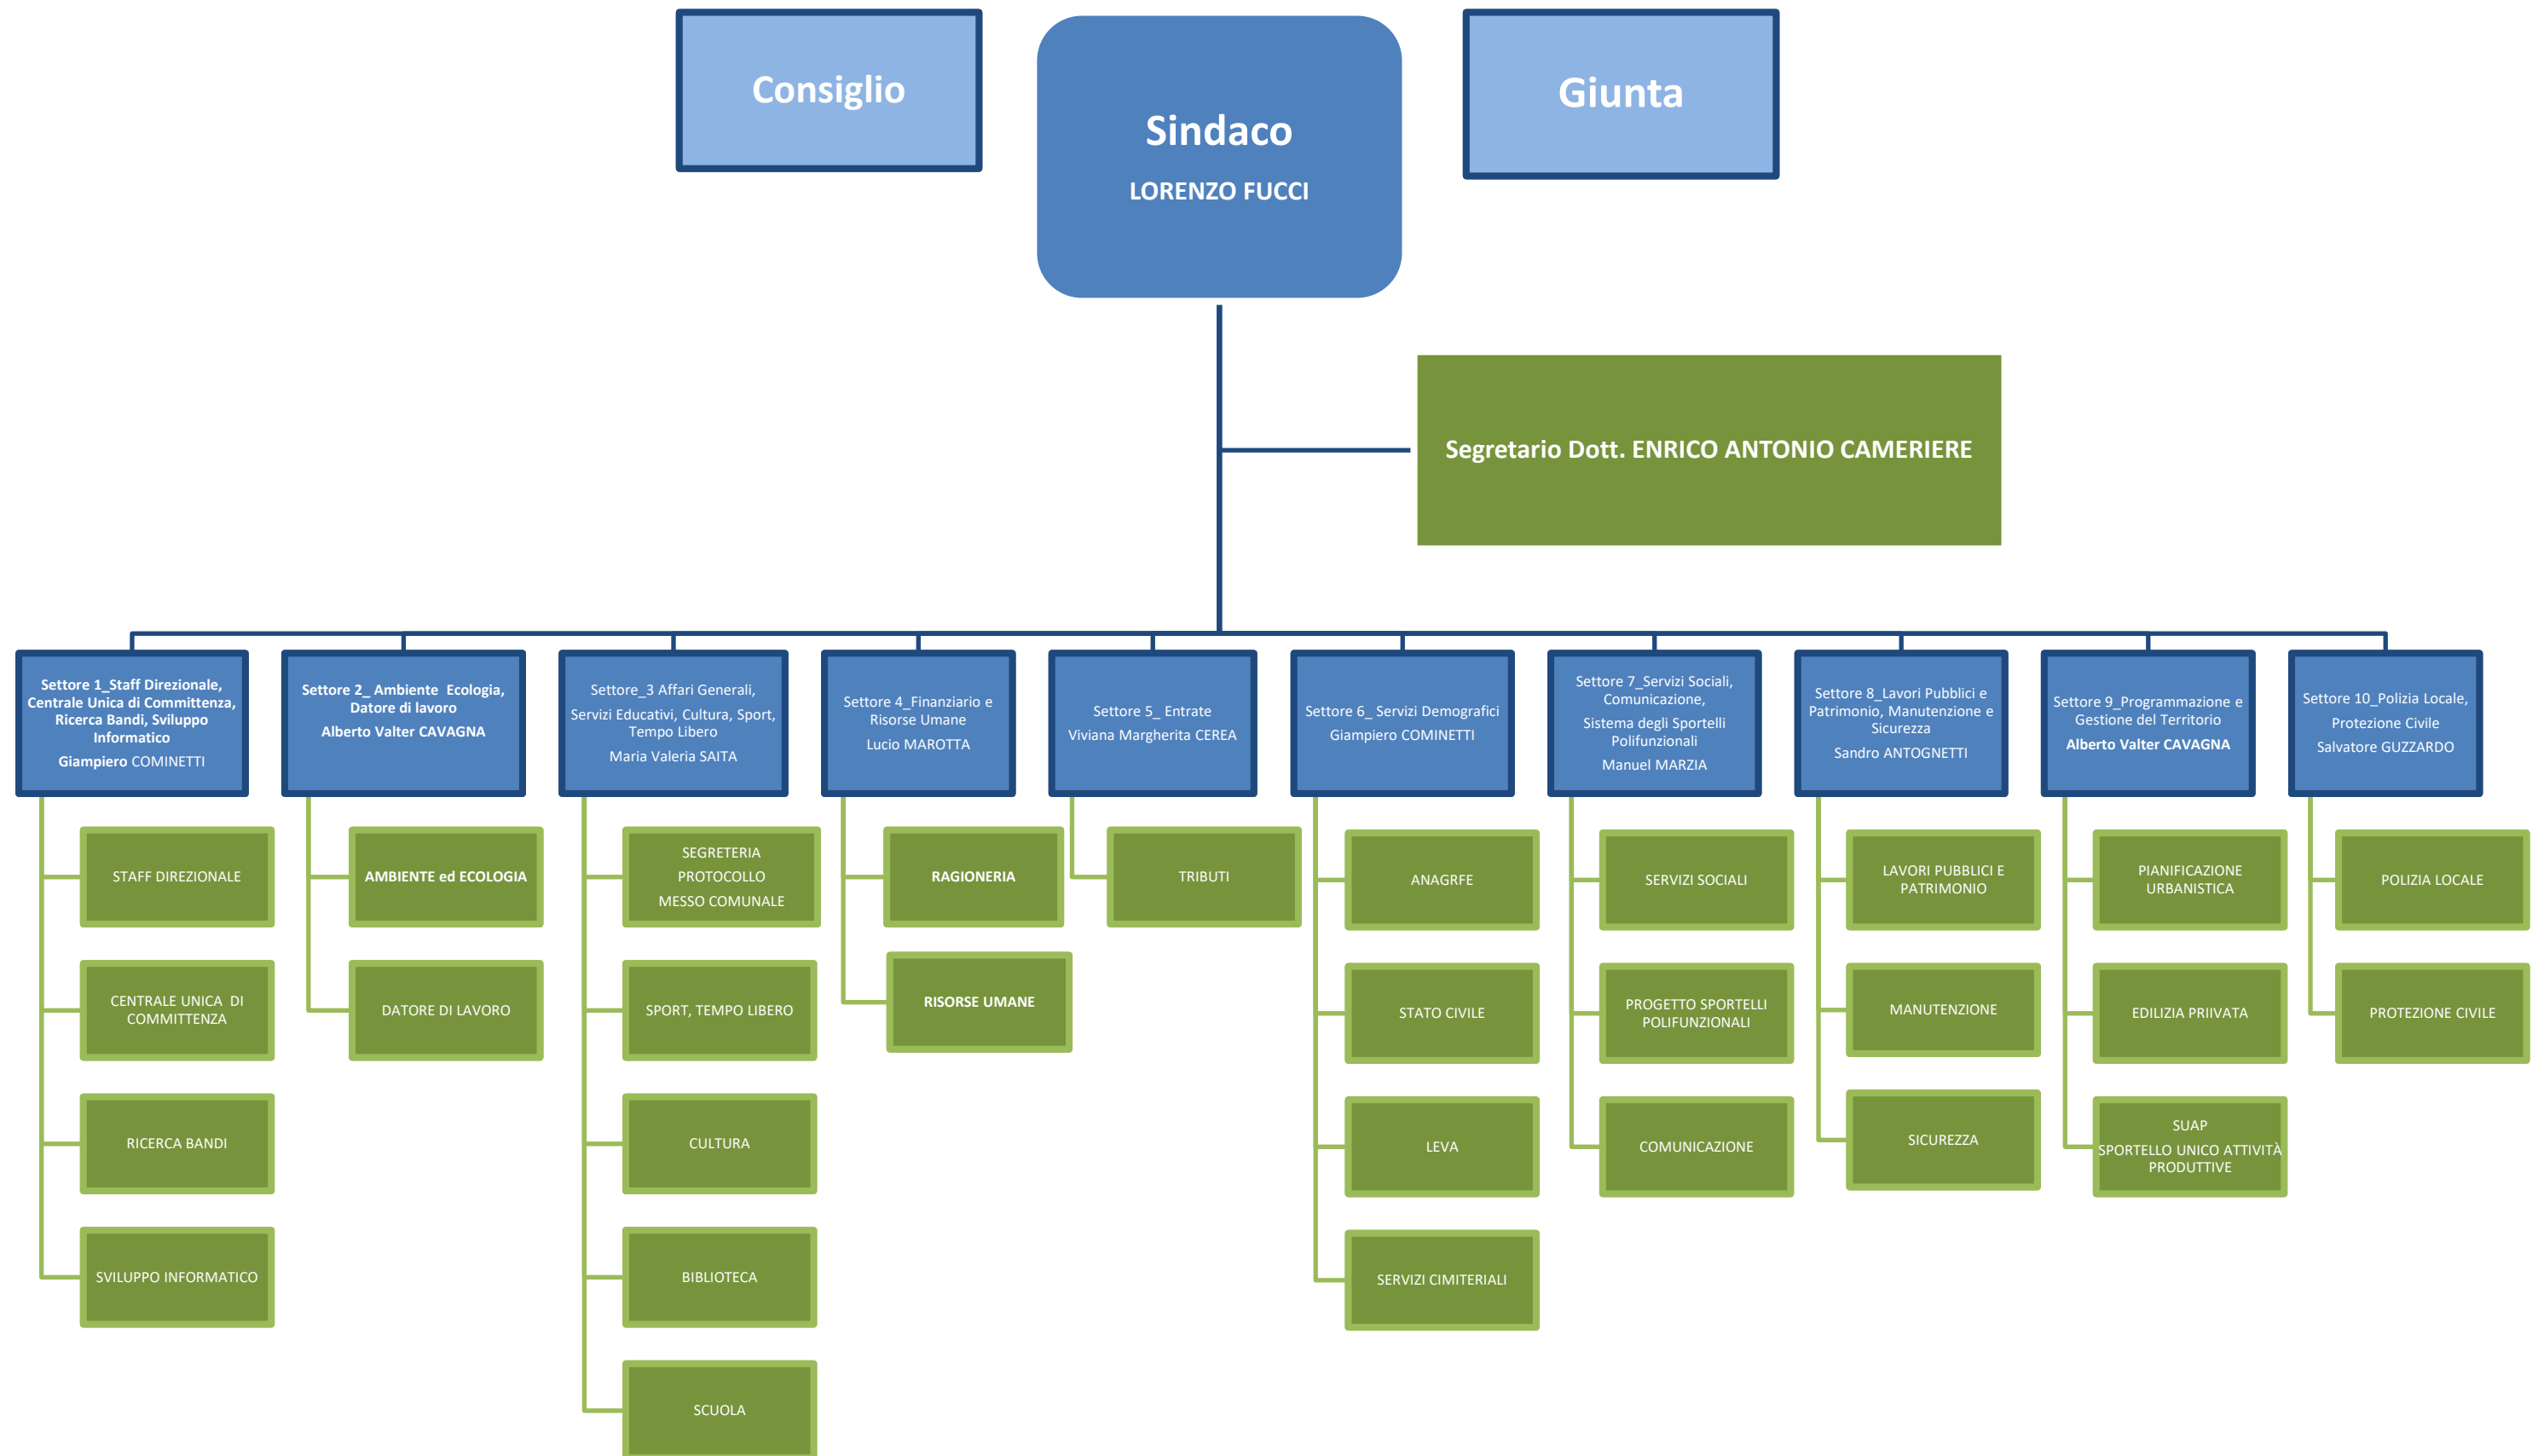 Consiglio
Sindaco
LORENZO FUCCI
Giunta
Segretario Dott. ENRICO ANTONIO CAMERIERE
Settore 1_Staff Direzionale,
Centrale Unica di Committenza,
Ricerca Bandi, Sviluppo
Informatico
Giampiero COMINETTI
STAFF DIREZIONALE
CENTRALE UNICA DI
COMMITTENZA
RICERCA BANDI
SVILUPPO INFORMATICO
Settore 2_ Ambiente Ecologia,
Datore di lavoro
Alberto Valter CAVAGNA
AMBIENTE ed ECOLOGIA
DATORE DI LAVORO
Settore_3 Affari Generali,
Servizi Educativi, Cultura, Sport,
Tempo Libero
Maria Valeria SAITA
SEGRETERIA
PROTOCOLLO
MESSO COMUNALE
SPORT, TEMPO LIBERO
CULTURA
BIBLIOTECA
SCUOLA
Settore 4_Finanziario e
Risorse Umane
Lucio MAROTTA
RAGIONERIA
RISORSE UMANE
Settore 5_ Entrate
Viviana Margherita CEREA
TRIBUTI
Settore 6_ Servizi Demografici
Giampiero COMINETTI
ANAGRFE
STATO CIVILE
LEVA
SERVIZI CIMITERIALI
Settore 7_Servizi Sociali,
Comunicazione,
Sistema degli Sportelli
Polifunzionali
Manuel MARZIA
SERVIZI SOCIALI
PROGETTO SPORTELLI
POLIFUNZIONALI
COMUNICAZIONE
Settore 8_Lavori Pubblici e
Patrimonio, Manutenzione e
Sicurezza
Sandro ANTOGNETTI
LAVORI PUBBLICI E
PATRIMONIO
MANUTENZIONE
SICUREZZA
Settore 9_Programmazione e
Gestione del Territorio
Alberto Valter CAVAGNA
PIANIFICAZIONE
URBANISTICA
EDILIZIA PRIIVATA
SUAP
SPORTELLO UNICO ATTIVITÀ
PRODUTTIVE
Settore 10_Polizia Locale,
Protezione Civile
Salvatore GUZZARDO
POLIZIA LOCALE
PROTEZIONE CIVILE